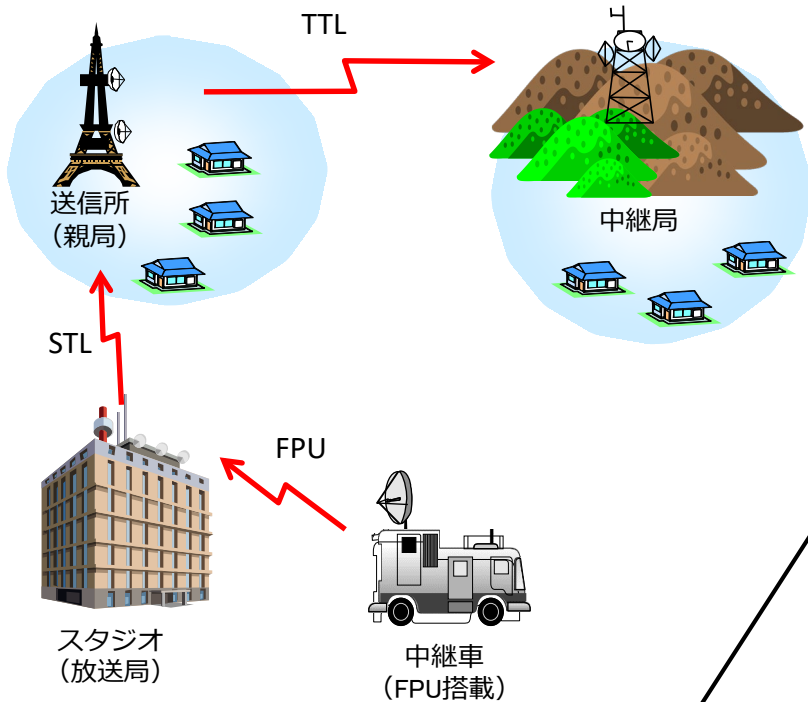 TTL
送信所
（親局）
中継局
STL
FPU
スタジオ
（放送局）
中継車
（FPU搭載）